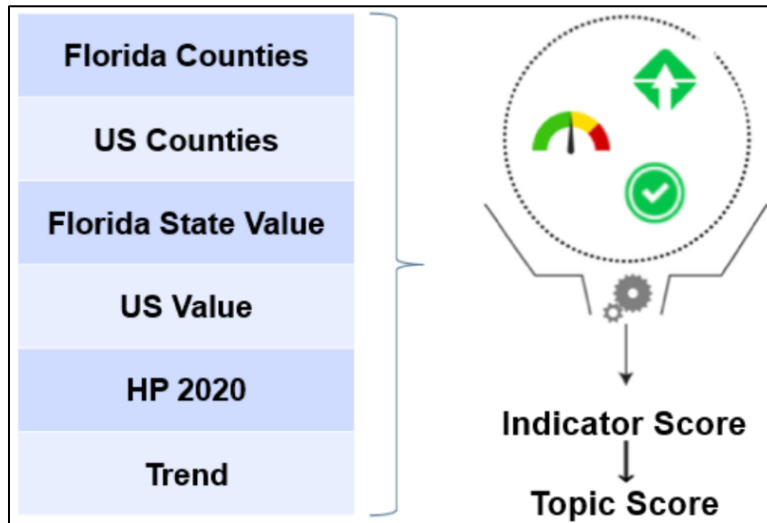 Florida Counties
US Counties
Florida State Value
US Value
HP 2020
Trend
Indicator Score
Topic Score